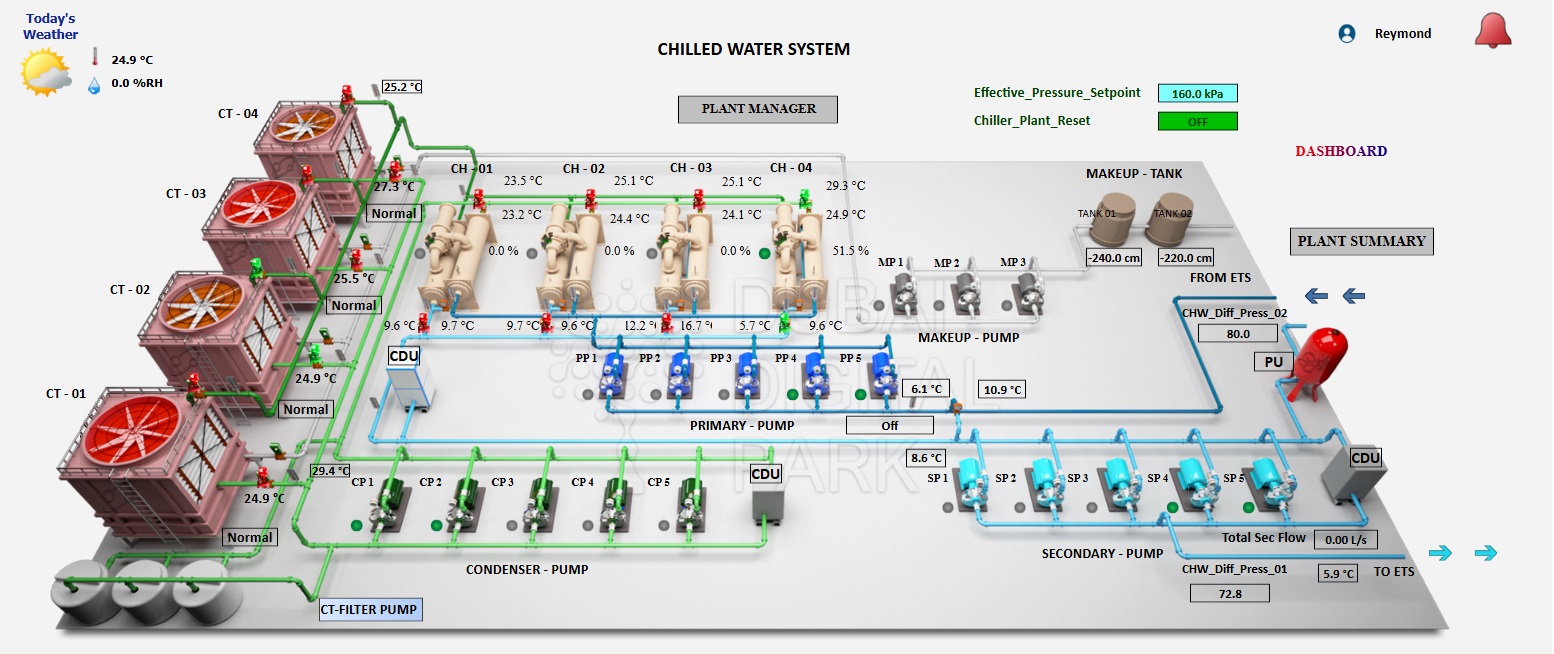 Today's
Weather
24.9 °C
0.0 %RH
CHILLED WATER SYSTEM
Reymond
PLANT MANAGER
Effective_Pressure_Setpoint
160.0 kPa
Chiller_Plant_Reset
OFF
DASHBOARD
PLANT SUMMARY
CT - 04
25.2 °C
27.3 °C
Normal
CT - 03
25.5 °C
Normal
CT - 02
24.9 °C
Normal
CT - 01
29.4 °C
24.9 °C
Normal
CH - 01
CH - 02
CH - 03
CH - 04
23.5 °C
25.1 °C
25.1 °C
29.3 °C
23.2 °C
24.4 °C
24.1 °C
24.9 °C
0.0 %
0.0 %
0.0 %
51.5 %
9.6 °C
9.7 °C
9.7 °C
9.6 °C
12.2 °C
16.7 °C
5.7 °C
9.6 °C
MAKEUP - TANK
TANK 01
TANK 02
-240.0 cm
-220.0 cm
MP 1
MP 2
MP 3
MAKEUP - PUMP
FROM ETS
CHW_Diff_Press_02
80.0
PU
CDU
PP 1
PP 2
PP 3
PP 4
PP 5
6.1 °C
10.9 °C
PRIMARY - PUMP
Off
8.6 °C
DUBAI
DIGITAL
PARK
CP 1
CP 2
CP 3
CP 4
CP 5
CDU
CONDENSER - PUMP
SP 1
SP 2
SP 3
SP 4
SP 5
CDU
SECONDARY - PUMP
Total Sec Flow
0.00 L/s
CHW_Diff_Press_01
72.8
5.9 °C
TO ETS
CT-FILTER PUMP